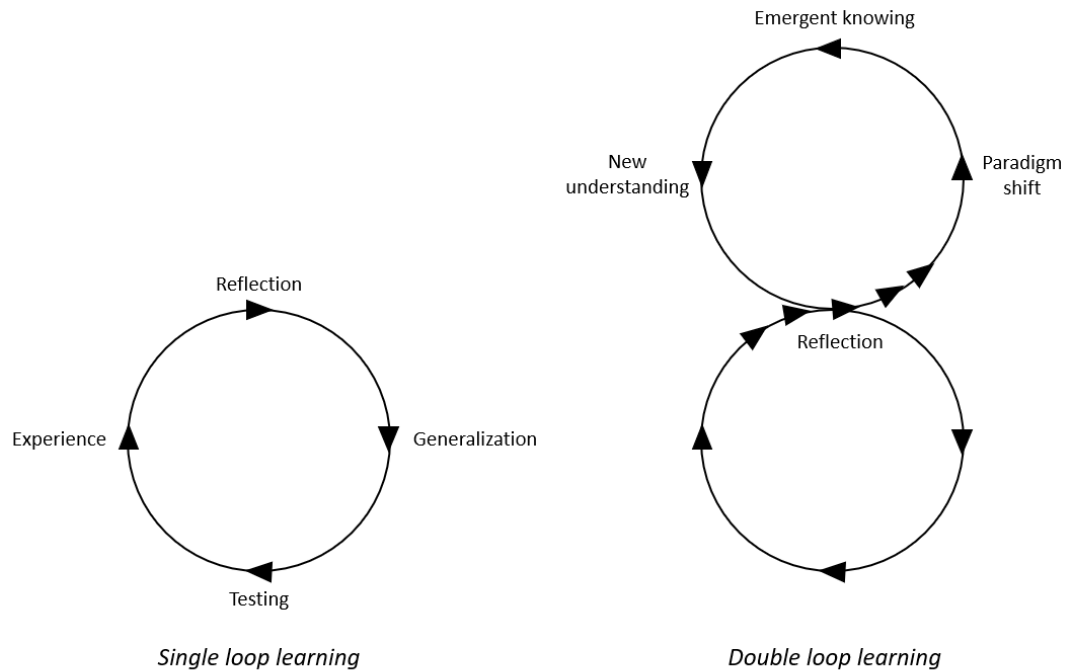 Reflection
Experience
Generalization
Testing
Single loop learning
Emergent knowing
New
understanding
Paradigm
shift
Reflection
Double loop learning